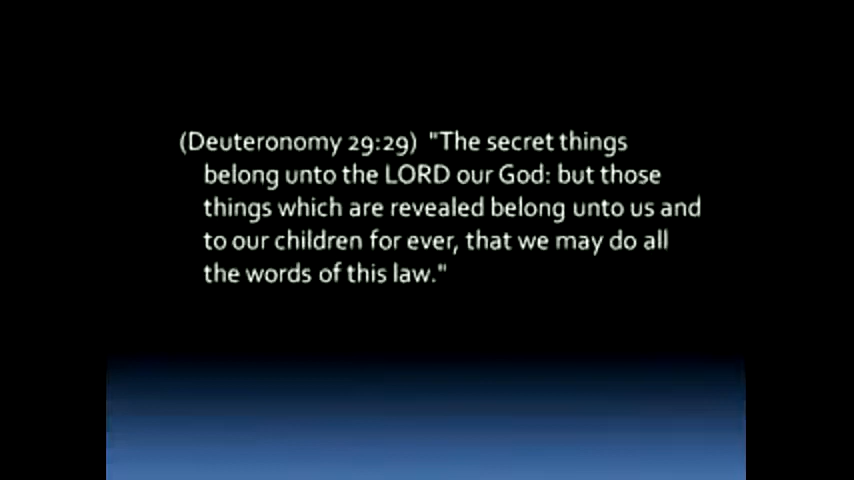 (Deuteronomy 29:29) "The secret things
belong unto the LORD our God: but those
things which are revealed belong unto us and
to our children for ever, that we may do all
the words of this law."